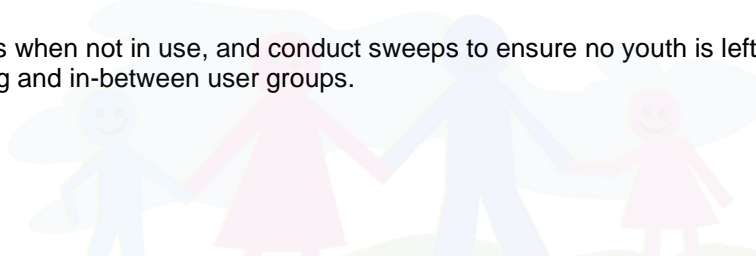 when not in use, and conduct sweeps to ensure no youth is left
and in-between user groups.